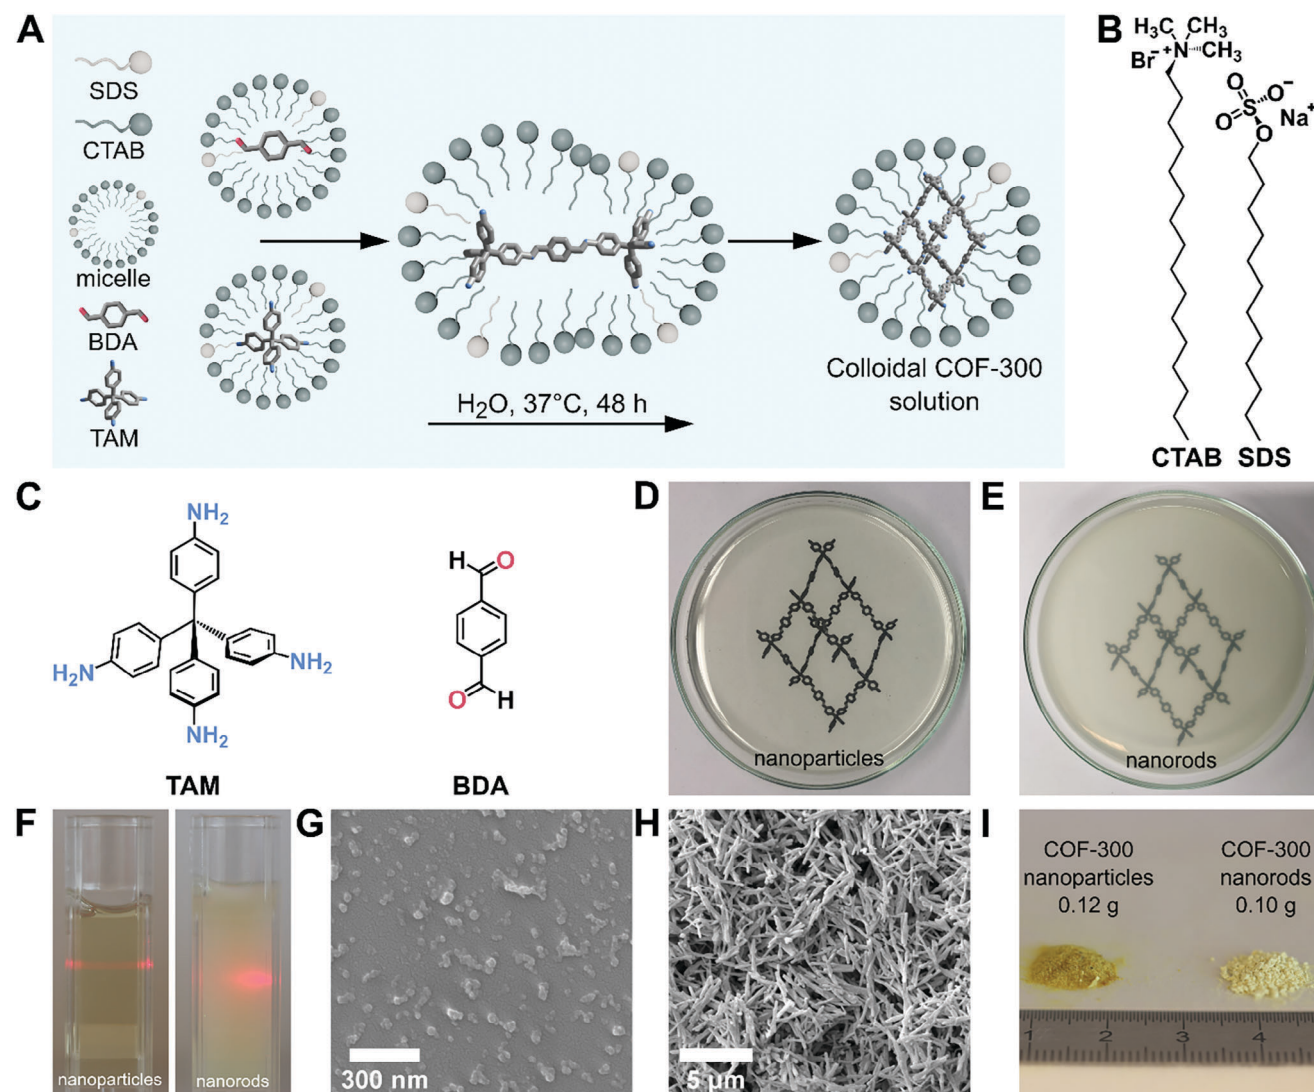 A
SDS
CTAB
micelle
BDA
TAM
H₂O, 37°C, 48 h
Colloidal COF-300
solution
B
H₃C
CH₃
Br⁻
+
N
CH₃
O
O
S
O⁻
O
Na⁺
CTAB
SDS
C
NH₂
H₂N
NH₂
NH₂
TAM
H
O
O
H
BDA
D
nanoparticles
E
nanorods
F
nanoparticles
nanorods
G
300 nm
H
5 µm
I
COF-300
nanoparticles
0.12 g
COF-300
nanorods
0.10 g
1
2
3
4